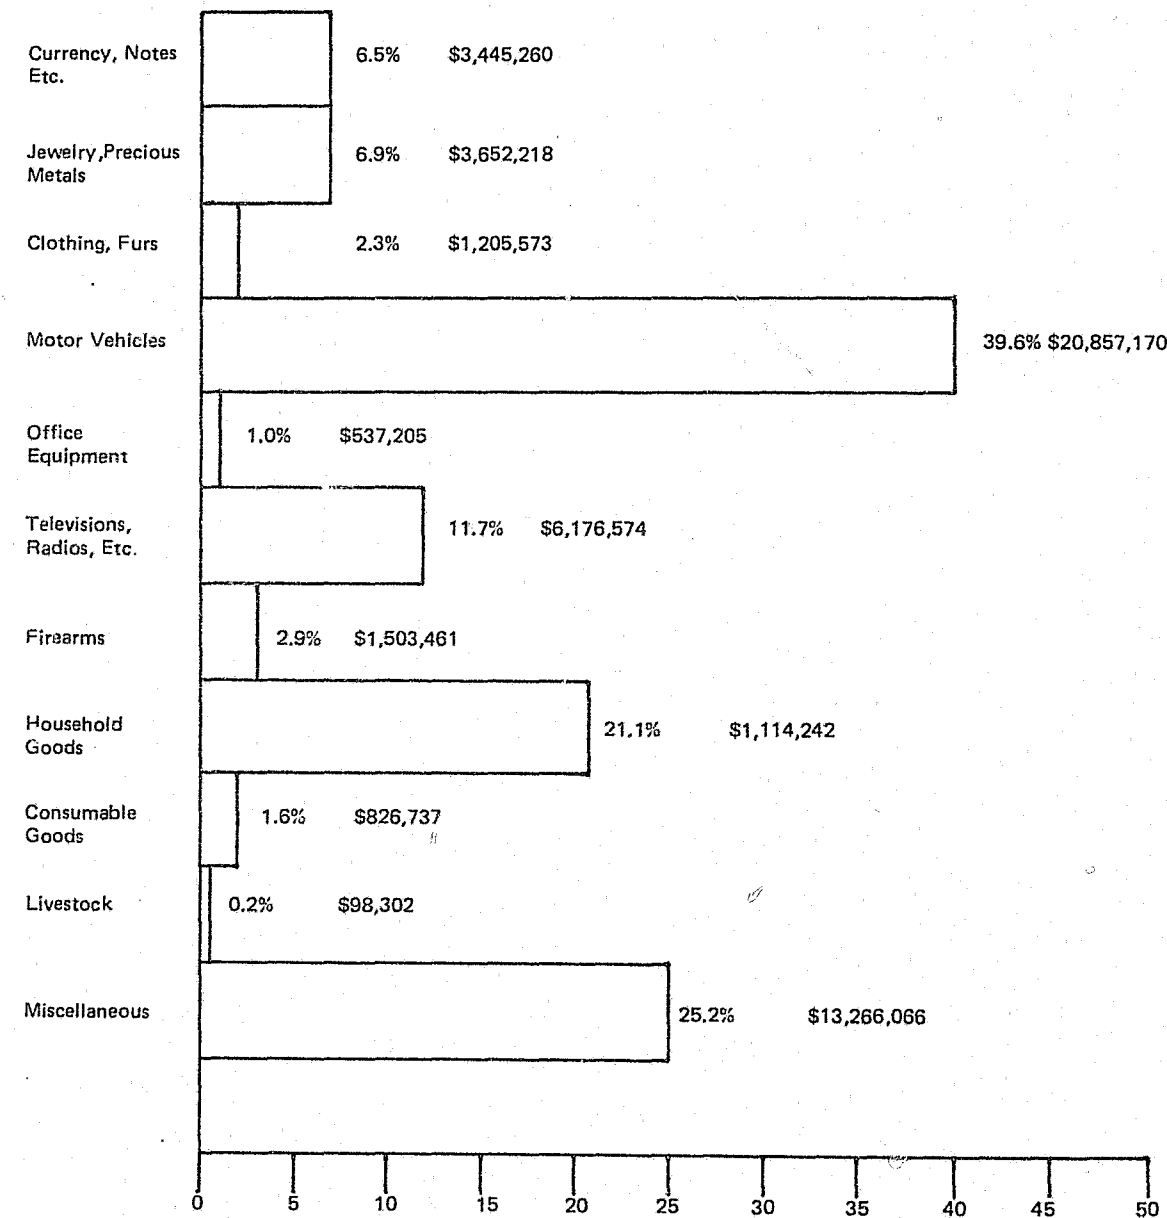 Currency, Notes
Etc.
6.5% $3,445,260
Jewelry,Precious
Metals
6.9% $3,652,218
Clothing, Furs
2.3% $1,205,573
Motor Vehicles
39.6% $20,857,170
Office
Equipment
1.0% $537,205
Televisions,
Radios, Etc.
11.7% $6,176,574
Firearms
2.9% $1,503,461
Household
Goods
21.1% $1,114,242
Consumable
Goods
1.6% $826,737
Livestock
0.2% $98,302
Miscellaneous
25.2% $13,266,066
0 5 10 15 20 25 30 35 40 45 50